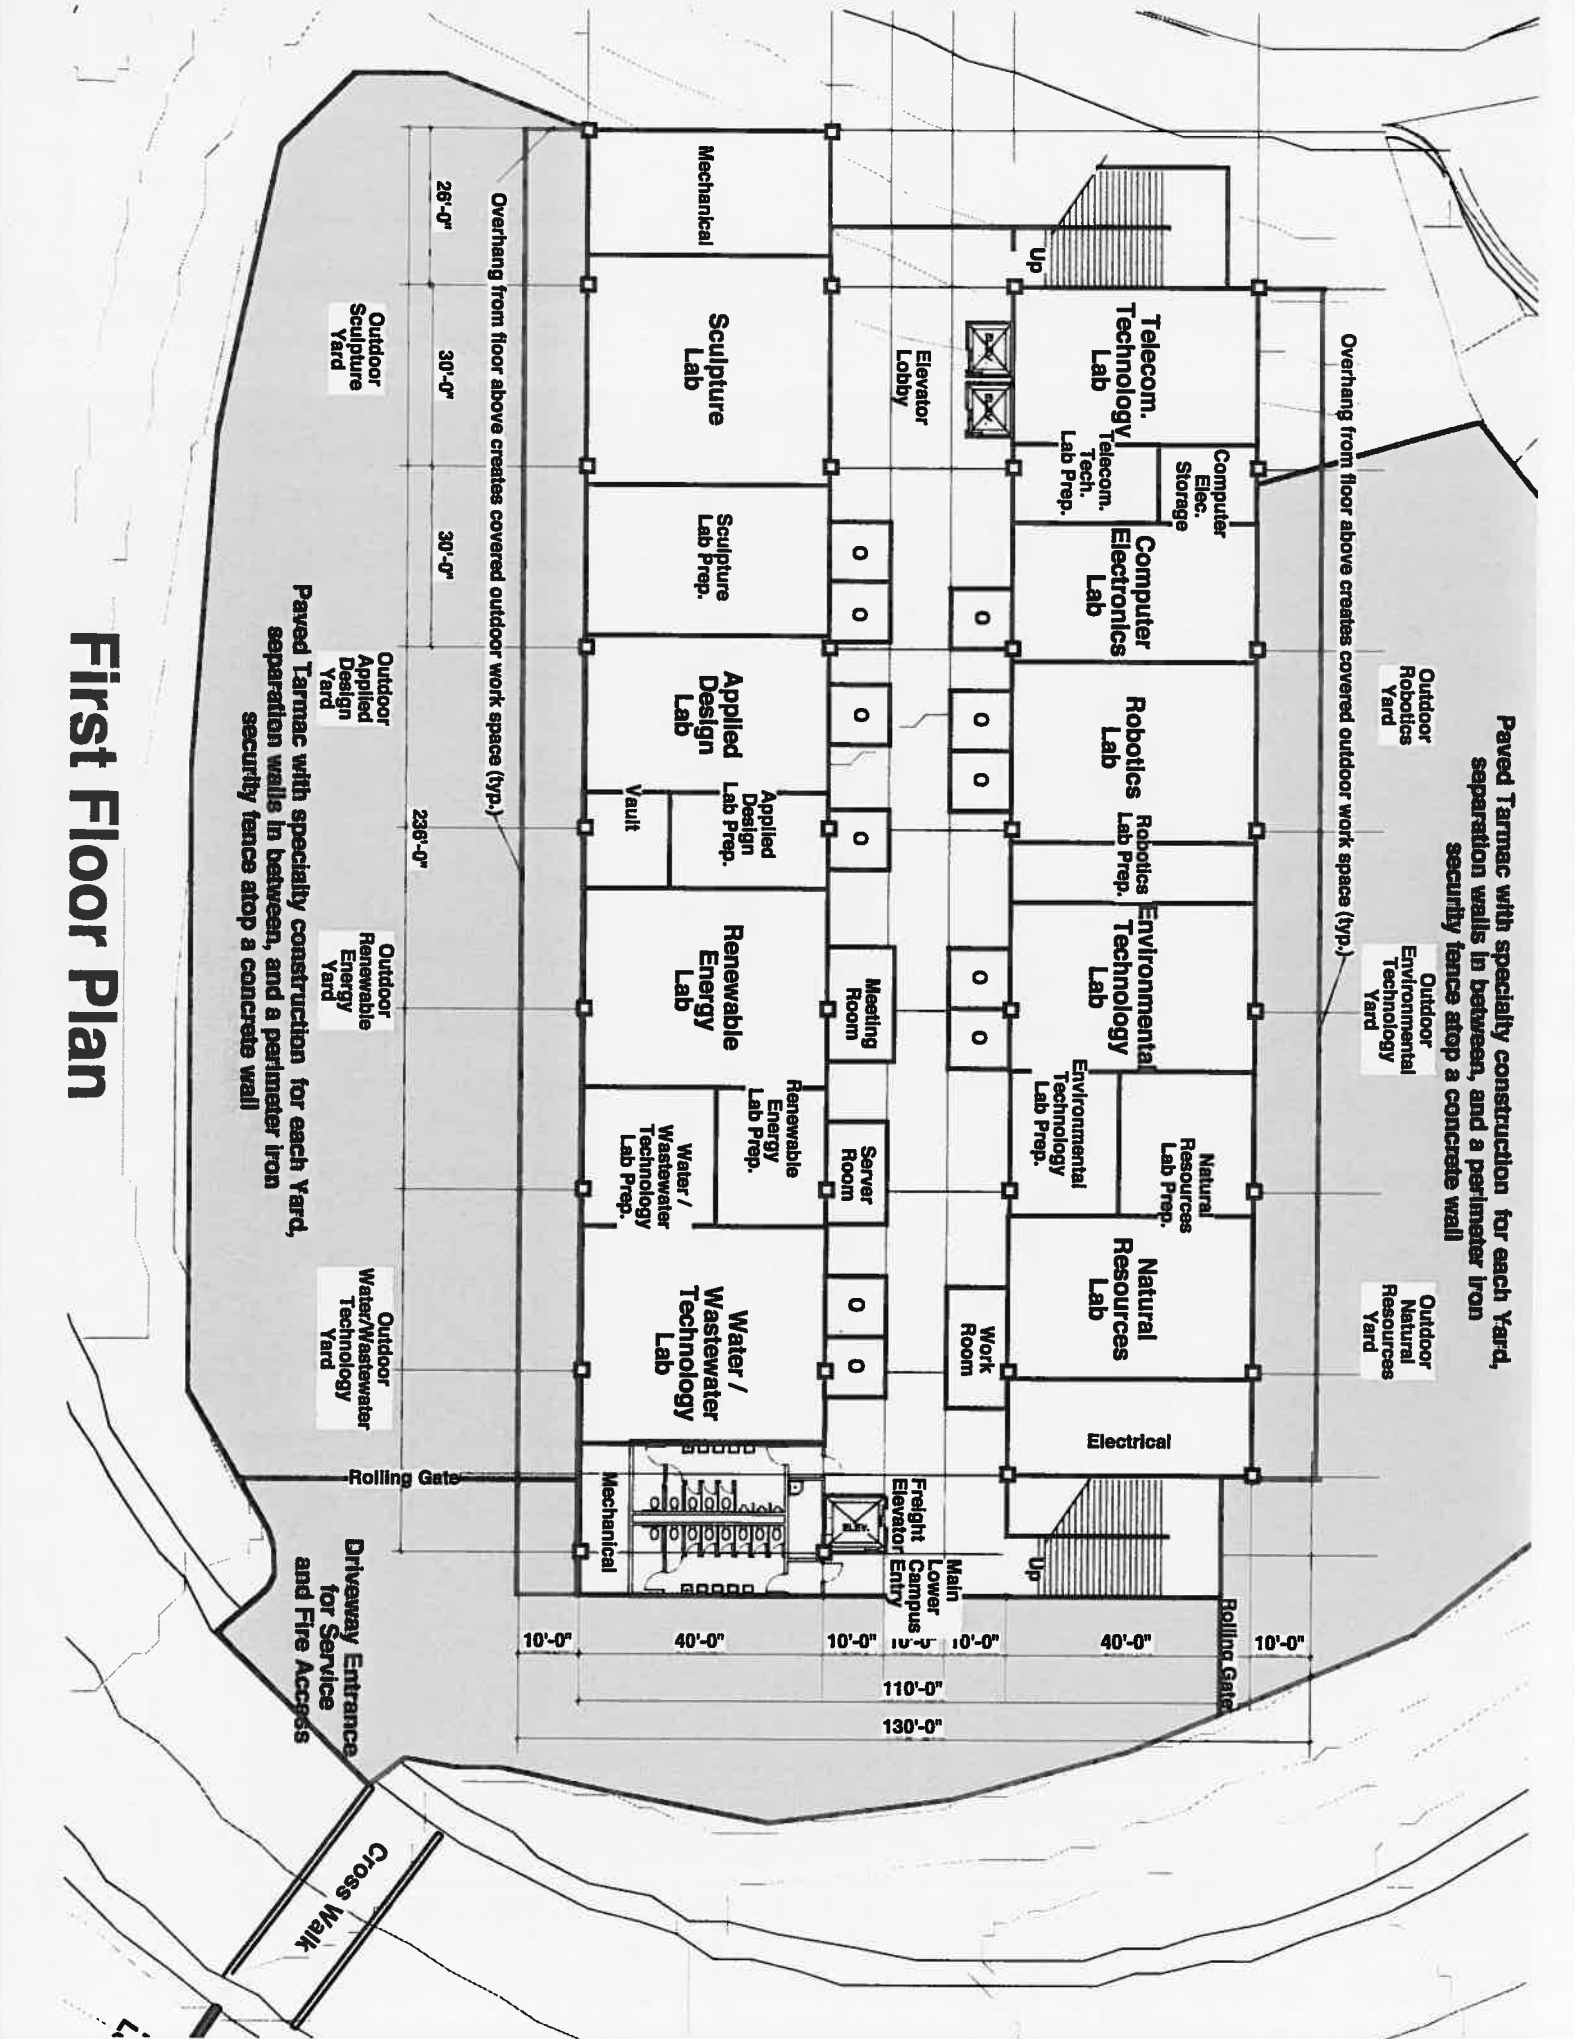 Paved Tarmac with specialty construction for each Yard,
separation walls in between, and a perimeter iron
security fence atop a concrete wall
Outdoor
Robotics
Yard
Outdoor
Environmental
Technology
Yard
Outdoor
Natural
Resources
Yard
Overhang from floor above creates covered outdoor work space (typ.)
Rolling Gate
Up
Telecom.
Technology
Lab
Computer
Elec.
Storage
Telecom.
Tech.
Lab Prep.
Computer
Electronics
Lab
Robotics
Lab
Robotics
Lab Prep.
Environmental
Technology
Lab
Environmental
Technology
Lab Prep.
Natural
Resources
Lab Prep.
Natural
Resources
Lab
Electrical
Up
ELEV.
ELEV.
Elevator
Lobby
O
O
O
O
O
Work
Room
O
O
O
O
Meeting
Room
Server
Room
O
O
Freight
Elevator
ELEV.
Main
Lower
Campus
Entry
Mechanical
Sculpture
Lab
Sculpture
Lab Prep.
Applied
Design
Lab
Applied
Design
Lab Prep.
Vault
Renewable
Energy
Lab
Renewable
Energy
Lab Prep.
Water /
Wastewater
Technology
Lab Prep.
Water /
Wastewater
Technology
Lab
Mechanical
10'-0"
40'-0"
10'-0"
10'-0"
40'-0"
10'-0"
110'-0"
130'-0"
Overhang from floor above creates covered outdoor work space (typ.)
26'-0"
30'-0"
30'-0"
236'-0"
Outdoor
Sculpture
Yard
Outdoor
Applied
Design
Yard
Outdoor
Renewable
Energy
Yard
Outdoor
Water/Wastewater
Technology
Yard
Rolling Gate
Paved Tarmac with specialty construction for each Yard,
separation walls in between, and a perimeter iron
security fence atop a concrete wall
Driveway Entrance
for Service
and Fire Access
Cross Walk
First Floor Plan